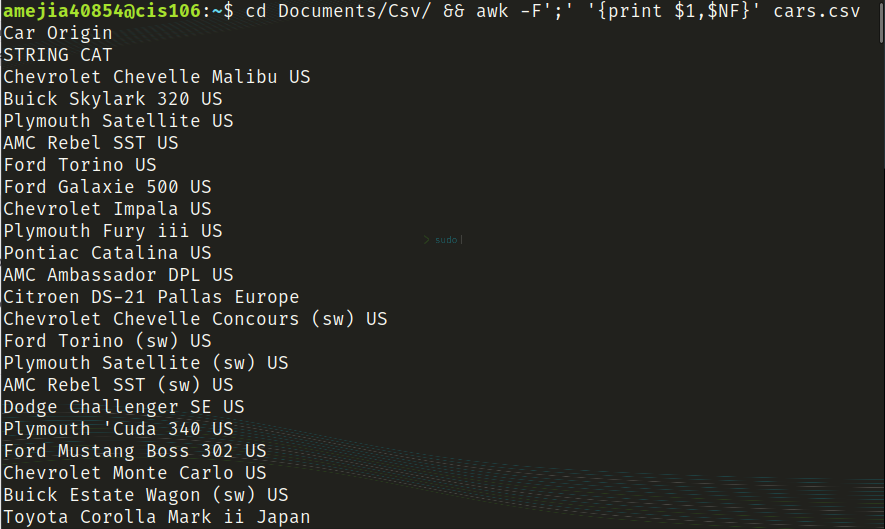 amejia40854@cis106:~$ cd Documents/Csv/ && awk -F';' '{print $1,$NF}' cars.csv
Car Origin
STRING CAT
Chevrolet Chevelle Malibu US
Buick Skylark 320 US
Plymouth Satellite US
AMC Rebel SST US
Ford Torino US
Ford Galaxie 500 US
Chevrolet Impala US
Plymouth Fury iii US
> sudo|
Pontiac Catalina US
AMC Ambassador DPL US
Citroen DS-21 Pallas Europe
Chevrolet Chevelle Concours (sw) US
Ford Torino (sw) US
Plymouth Satellite (sw) US
AMC Rebel SST (sw) US
Dodge Challenger SE US
Plymouth 'Cuda 340 US
Ford Mustang Boss 302 US
Chevrolet Monte Carlo US
Buick Estate Wagon (sw) US
Toyota Corolla Mark ii Japan